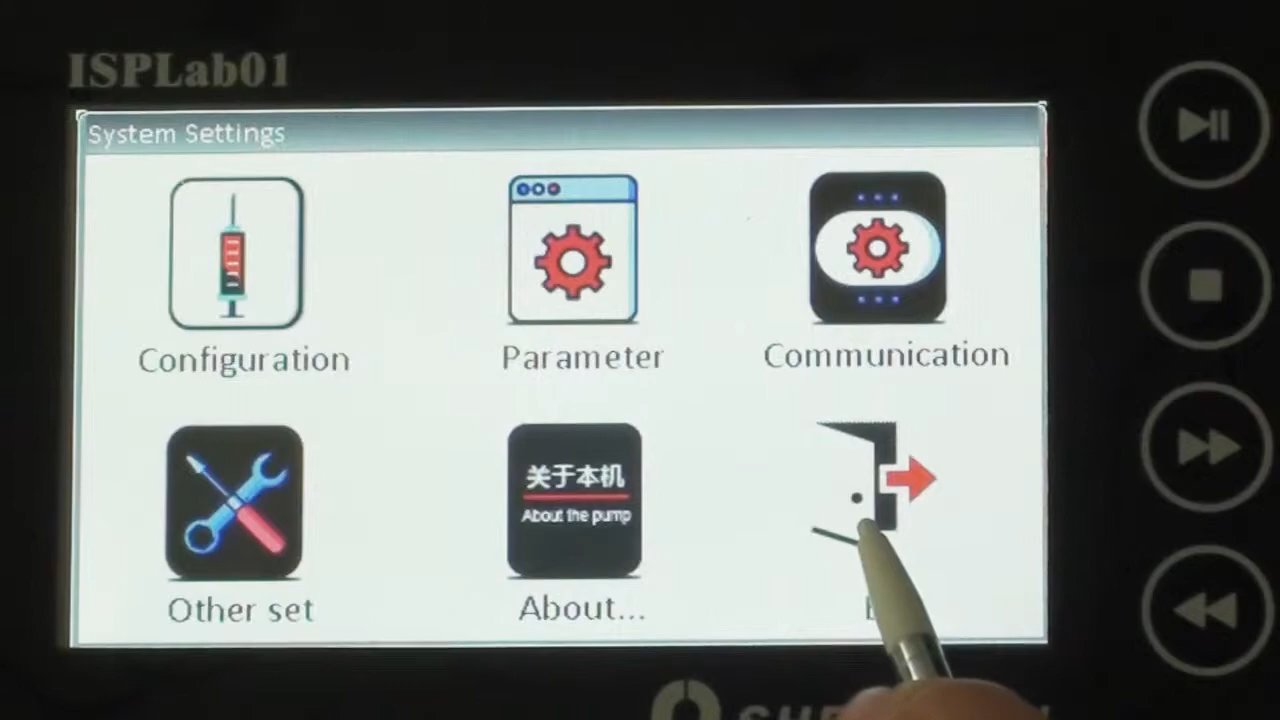 ISPLab01
System Settings
Configuration
Parameter
Communication
关于本机
About the pump
Other set
About...